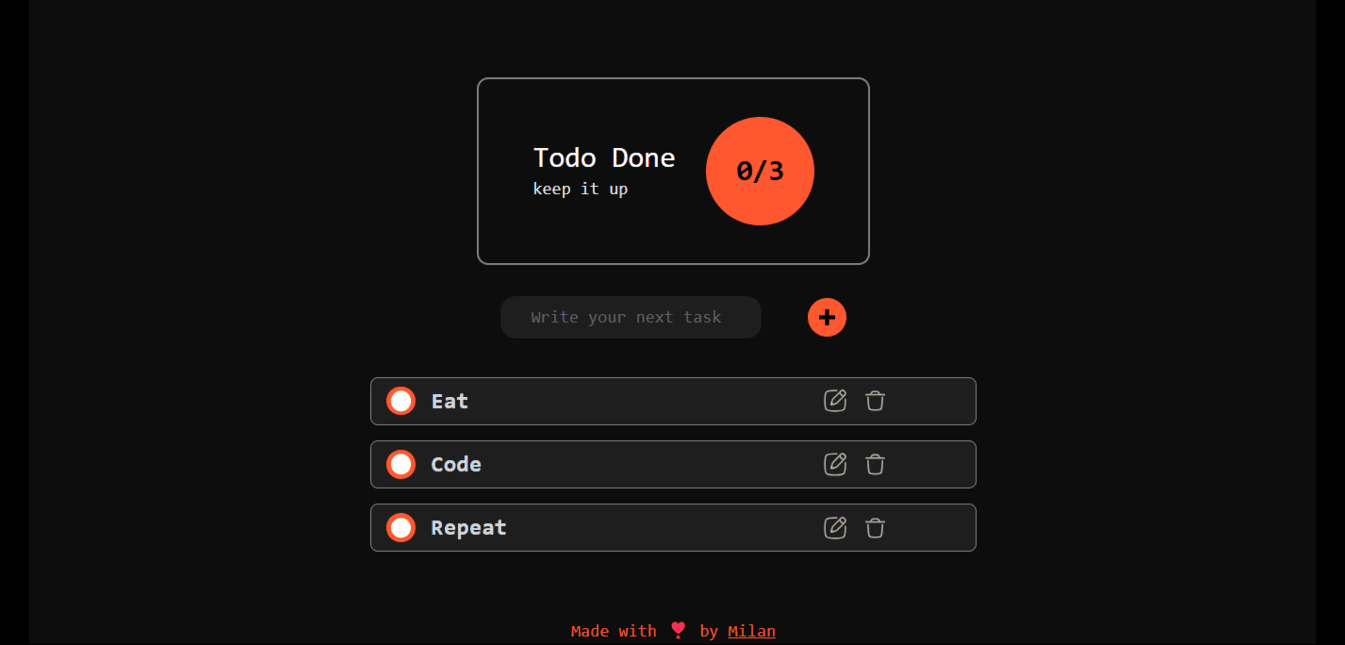 Todo Done
keep it up
0/3
Write your next task
Eat
Code
Repeat
Made with ❣ by Milan